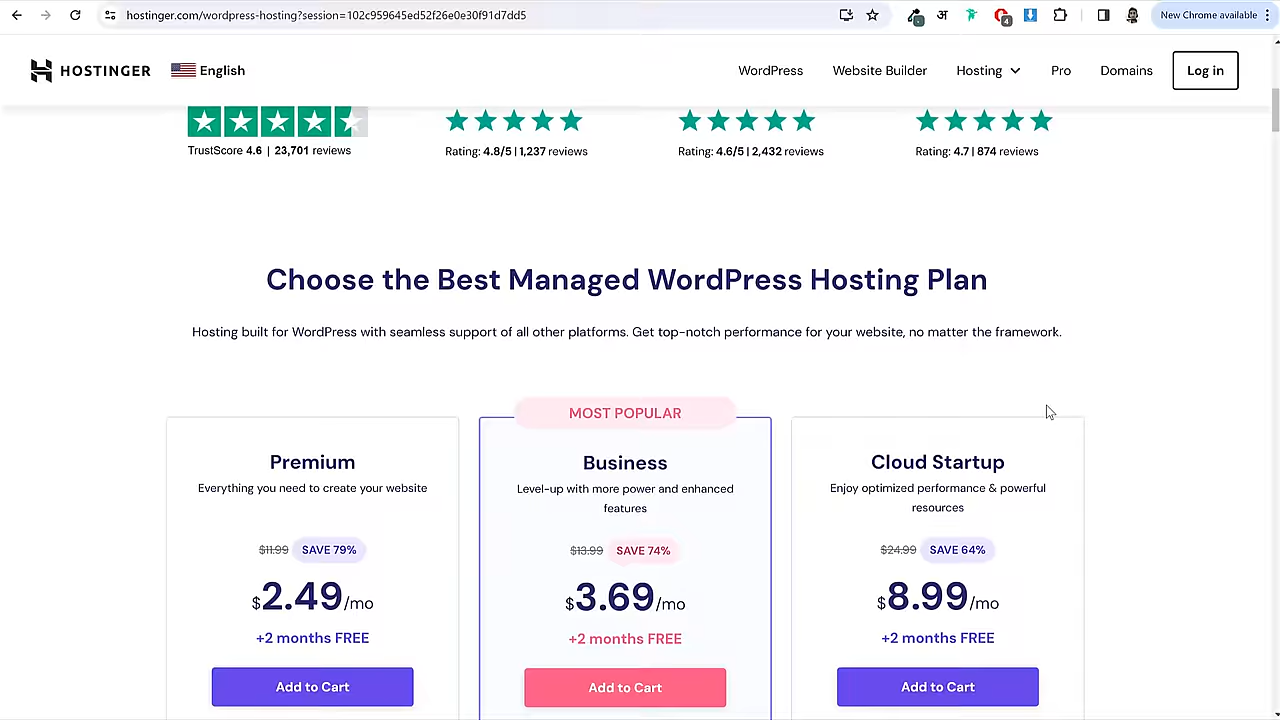 hostinger.com/wordpress-hosting?session=102c959645ed52f26e0e30f91d7dd5
अ
4
New Chrome available
HOSTINGER
English
WordPress
Website Builder
Hosting
Pro
Domains
Log in
TrustScore 4.6 | 23,701 reviews
Rating: 4.8/5 | 1,237 reviews
Rating: 4.6/5 | 2,432 reviews
Rating: 4.7 | 874 reviews
Choose the Best Managed WordPress Hosting Plan
Hosting built for WordPress with seamless support of all other platforms. Get top-notch performance for your website, no matter the framework.
MOST POPULAR
Premium
Everything you need to create your website
$11.99 SAVE 79%
$2.49/mo
+2 months FREE
Add to Cart
Business
Level-up with more power and enhanced
features
$13.99 SAVE 74%
$3.69/mo
+2 months FREE
Add to Cart
Cloud Startup
Enjoy optimized performance & powerful
resources
$24.99 SAVE 64%
$8.99/mo
+2 months FREE
Add to Cart